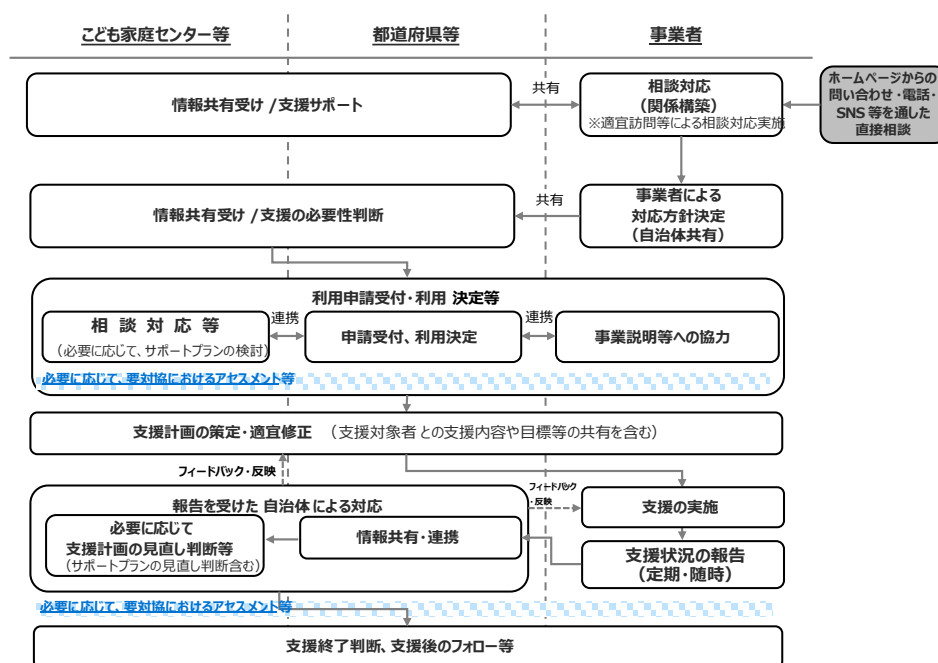 こども家庭センター等
都道府県等
事業者
情報共有受け /支援サポート
共有
相談対応
(関係構築)
※適宜訪問等による相談対応実施
ホームページからの
問い合わせ・電話・
SNS 等を通した
直接相談
情報共有受け /支援の必要性判断
共有
事業者による
対応方針決定
(自治体共有)
利用申請受付・利用 決定等
相 談 対 応 等
(必要に応じて、サポートプランの検討)
連携
申請受付、利用決定
連携
事業説明等への協力
必要に応じて、要対協におけるアセスメント等
支援計画の策定・適宜修正 (支援対象者 との支援内容や目標等の共有を含む)
フィードバック・反映
フィードバック
・反映
報告を受けた 自治体 による対応
必要に応じて
支援計画の見直し判断等
(サポートプランの見直し判断含む)
情報共有・連携
支援の実施
支援状況の報告
(定期・随時)
必要に応じて、要対協におけるアセスメント等
支援終了判断、支援後のフォロー等